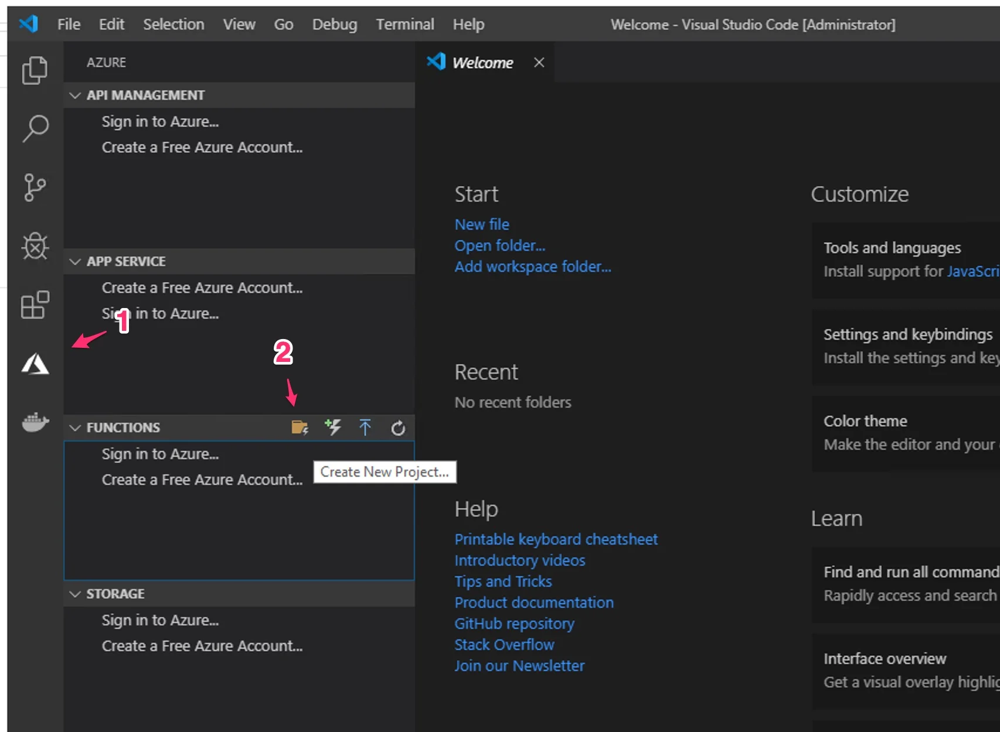 File Edit Selection View Go Debug Terminal Help Welcome - Visual Studio Code [Administrator]
AZURE
Welcome
API MANAGEMENT
Sign in to Azure...
Create a Free Azure Account...
APP SERVICE
Create a Free Azure Account...
Sign in to Azure...
1
2
FUNCTIONS
Sign in to Azure...
Create a Free Azure Account...
Create New Project...
STORAGE
Sign in to Azure...
Create a Free Azure Account...
Start
New file
Open folder...
Add workspace folder...
Recent
No recent folders
Help
Printable keyboard cheatsheet
Introductory videos
Tips and Tricks
Product documentation
GitHub repository
Stack Overflow
Join our Newsletter
Customize
Tools and languages
Install support for JavaScri
Settings and keybindings
Install the settings and key
Color theme
Make the editor and your
Learn
Find and run all command
Rapidly access and search
Interface overview
Get a visual overlay highlig